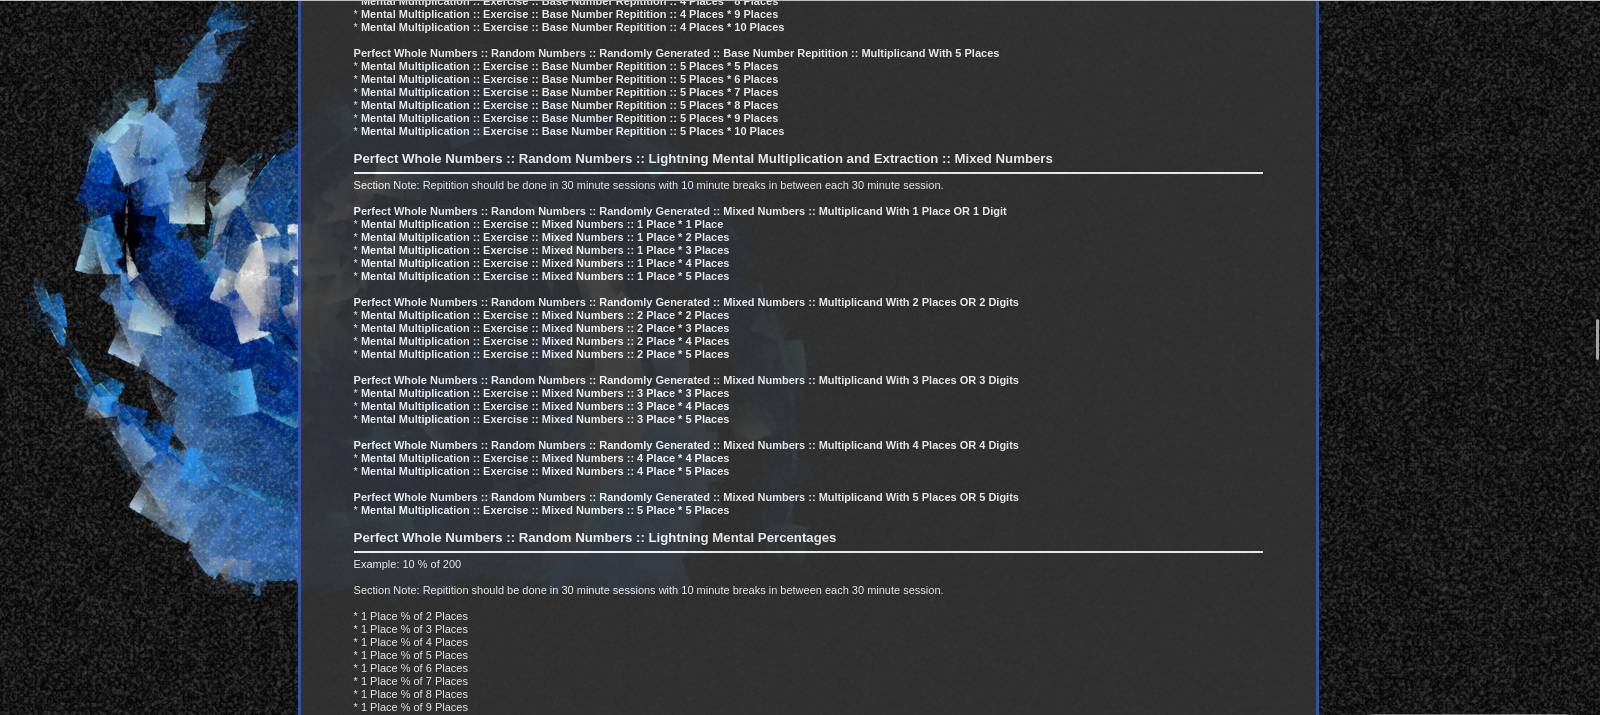 * Mental Multiplication :: Exercise :: Base Number Repitition :: 4 Places * 8 Places
* Mental Multiplication :: Exercise :: Base Number Repitition :: 4 Places * 9 Places
* Mental Multiplication :: Exercise :: Base Number Repitition :: 4 Places * 10 Places
Perfect Whole Numbers :: Random Numbers :: Randomly Generated :: Base Number Repitition :: Multiplicand With 5 Places
* Mental Multiplication :: Exercise :: Base Number Repitition :: 5 Places * 5 Places
* Mental Multiplication :: Exercise :: Base Number Repitition :: 5 Places * 6 Places
* Mental Multiplication :: Exercise :: Base Number Repitition :: 5 Places * 7 Places
* Mental Multiplication :: Exercise :: Base Number Repitition :: 5 Places * 8 Places
* Mental Multiplication :: Exercise :: Base Number Repitition :: 5 Places * 9 Places
* Mental Multiplication :: Exercise :: Base Number Repitition :: 5 Places * 10 Places
Perfect Whole Numbers :: Random Numbers :: Lightning Mental Multiplication and Extraction :: Mixed Numbers
Section Note: Repitition should be done in 30 minute sessions with 10 minute breaks in between each 30 minute session.
Perfect Whole Numbers :: Random Numbers :: Randomly Generated :: Mixed Numbers :: Multiplicand With 1 Place OR 1 Digit
* Mental Multiplication :: Exercise :: Mixed Numbers :: 1 Place * 1 Place
* Mental Multiplication :: Exercise :: Mixed Numbers :: 1 Place * 2 Places
* Mental Multiplication :: Exercise :: Mixed Numbers :: 1 Place * 3 Places
* Mental Multiplication :: Exercise :: Mixed Numbers :: 1 Place * 4 Places
* Mental Multiplication :: Exercise :: Mixed Numbers :: 1 Place * 5 Places
Perfect Whole Numbers :: Random Numbers :: Randomly Generated :: Mixed Numbers :: Multiplicand With 2 Places OR 2 Digits
* Mental Multiplication :: Exercise :: Mixed Numbers :: 2 Place * 2 Places
* Mental Multiplication :: Exercise :: Mixed Numbers :: 2 Place * 3 Places
* Mental Multiplication :: Exercise :: Mixed Numbers :: 2 Place * 4 Places
* Mental Multiplication :: Exercise :: Mixed Numbers :: 2 Place * 5 Places
Perfect Whole Numbers :: Random Numbers :: Randomly Generated :: Mixed Numbers :: Multiplicand With 3 Places OR 3 Digits
* Mental Multiplication :: Exercise :: Mixed Numbers :: 3 Place * 3 Places
* Mental Multiplication :: Exercise :: Mixed Numbers :: 3 Place * 4 Places
* Mental Multiplication :: Exercise :: Mixed Numbers :: 3 Place * 5 Places
Perfect Whole Numbers :: Random Numbers :: Randomly Generated :: Mixed Numbers :: Multiplicand With 4 Places OR 4 Digits
* Mental Multiplication :: Exercise :: Mixed Numbers :: 4 Place * 4 Places
* Mental Multiplication :: Exercise :: Mixed Numbers :: 4 Place * 5 Places
Perfect Whole Numbers :: Random Numbers :: Randomly Generated :: Mixed Numbers :: Multiplicand With 5 Places OR 5 Digits
* Mental Multiplication :: Exercise :: Mixed Numbers :: 5 Place * 5 Places
Perfect Whole Numbers :: Random Numbers :: Lightning Mental Percentages
Example: 10 % of 200
Section Note: Repitition should be done in 30 minute sessions with 10 minute breaks in between each 30 minute session.
* 1 Place % of 2 Places
* 1 Place % of 3 Places
* 1 Place % of 4 Places
* 1 Place % of 5 Places
* 1 Place % of 6 Places
* 1 Place % of 7 Places
* 1 Place % of 8 Places
* 1 Place % of 9 Places